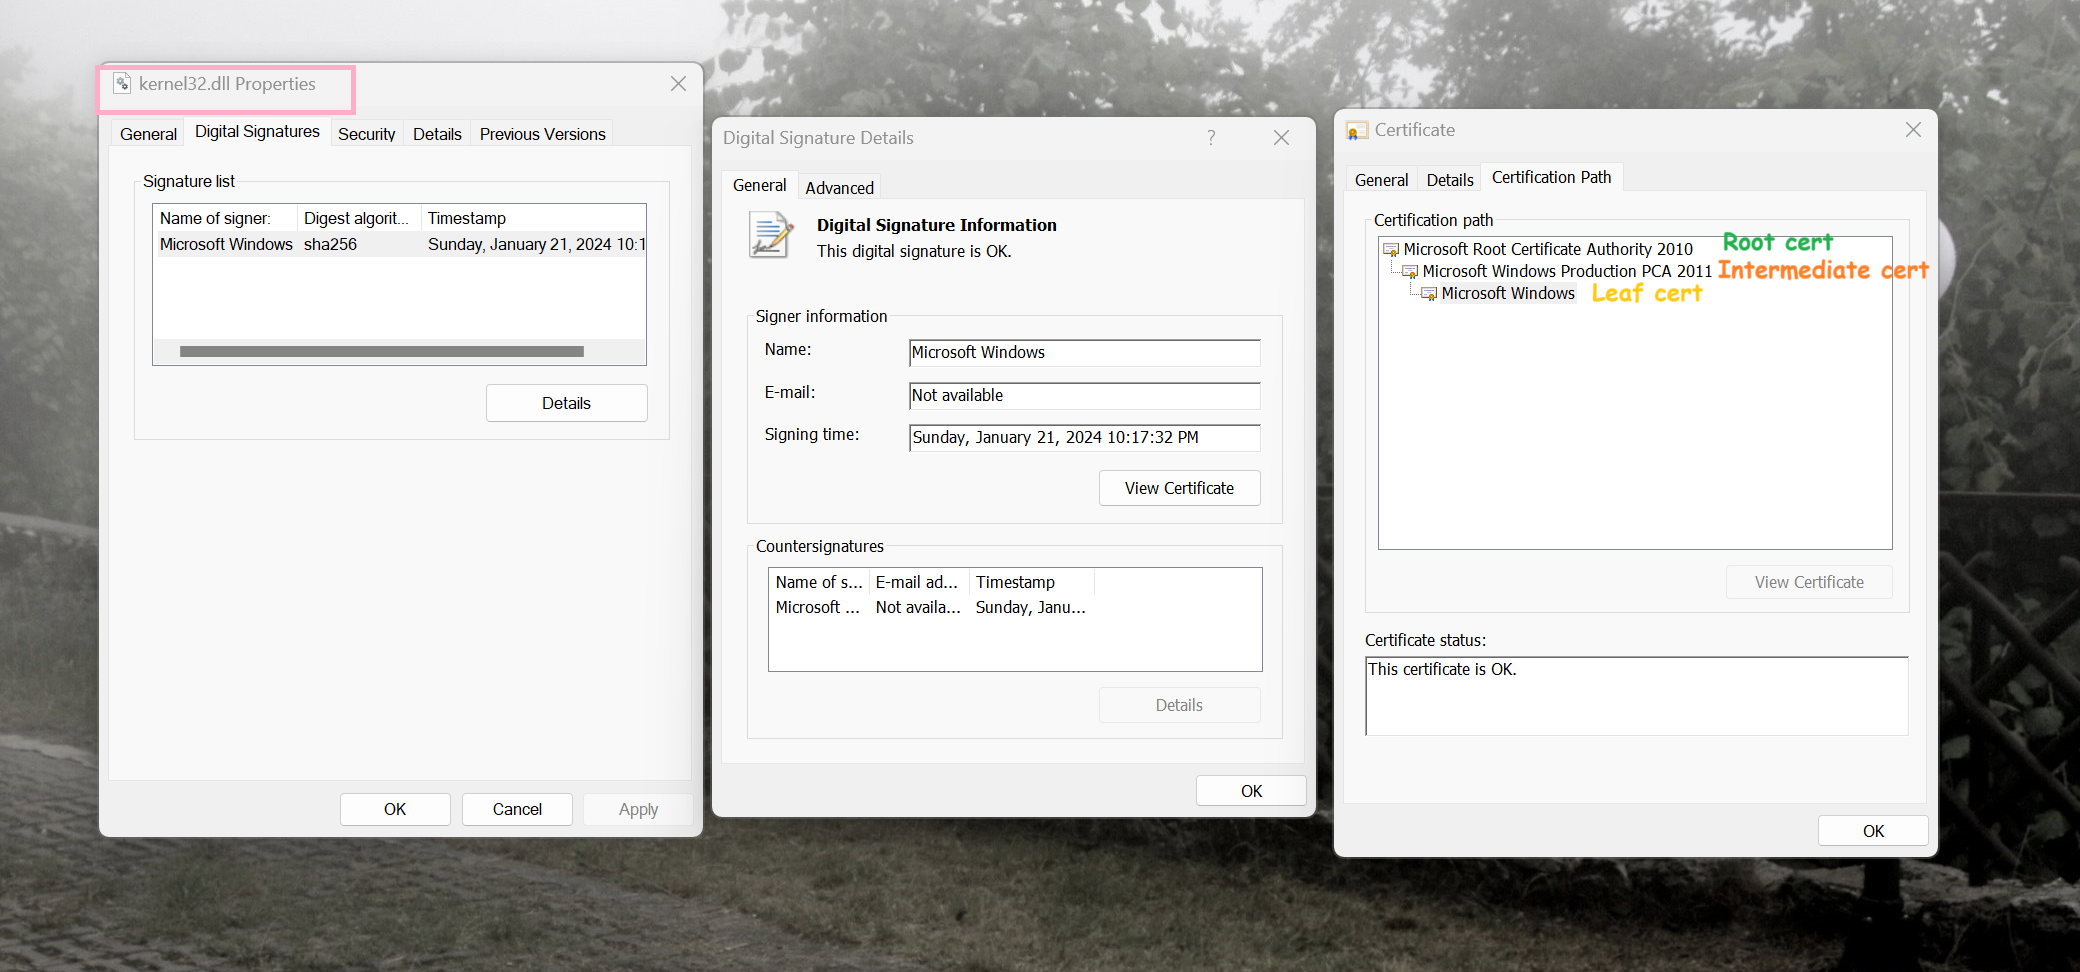 kernel32.dll Properties
General
Digital Signatures
Security
Details
Previous Versions
Signature list
Name of signer:
Digest algorit...
Timestamp
Microsoft Windows
sha256
Sunday, January 21, 2024 10:1
Details
OK
Cancel
Apply
Digital Signature Details
?
General
Advanced
Digital Signature Information
This digital signature is OK.
Signer information
Name:
Microsoft Windows
E-mail:
Not available
Signing time:
Sunday, January 21, 2024 10:17:32 PM
View Certificate
Countersignatures
Name of s...
E-mail ad...
Timestamp
Microsoft ...
Not availa...
Sunday, Janu...
Details
OK
Certificate
General
Details
Certification Path
Certification path
Microsoft Root Certificate Authority 2010
Root cert
Microsoft Windows Production PCA 2011
Intermediate cert
Microsoft Windows
Leaf cert
View Certificate
Certificate status:
This certificate is OK.
OK